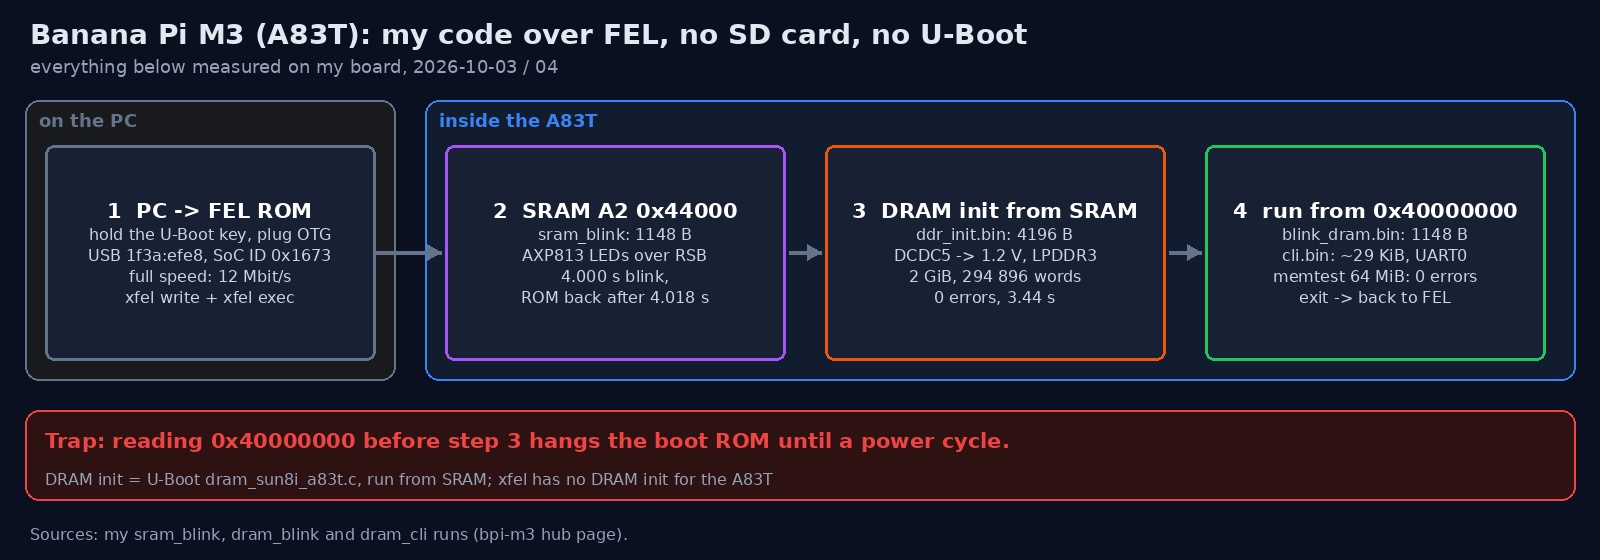 Banana Pi M3 (A83T): my code over FEL, no SD card, no U-Boot
everything below measured on my board, 2026-10-03 / 04
on the PC
1 PC -> FEL ROM
hold the U-Boot key, plug OTG
USB 1f3a:efe8, SoC ID 0x1673
full speed: 12 Mbit/s
xfel write + xfel exec
inside the A83T
2 SRAM A2 0x44000
sram_blink: 1148 B
AXP813 LEDs over RSB
4.000 s blink,
ROM back after 4.018 s
3 DRAM init from SRAM
ddr_init.bin: 4196 B
DCDC5 -> 1.2 V, LPDDR3
2 GiB, 294 896 words
0 errors, 3.44 s
4 run from 0x40000000
blink_dram.bin: 1148 B
cli.bin: ~29 KiB, UART0
memtest 64 MiB: 0 errors
exit -> back to FEL
Trap: reading 0x40000000 before step 3 hangs the boot ROM until a power cycle.
DRAM init = U-Boot dram_sun8i_a83t.c, run from SRAM; xfel has no DRAM init for the A83T
Sources: my sram_blink, dram_blink and dram_cli runs (bpi-m3 hub page).